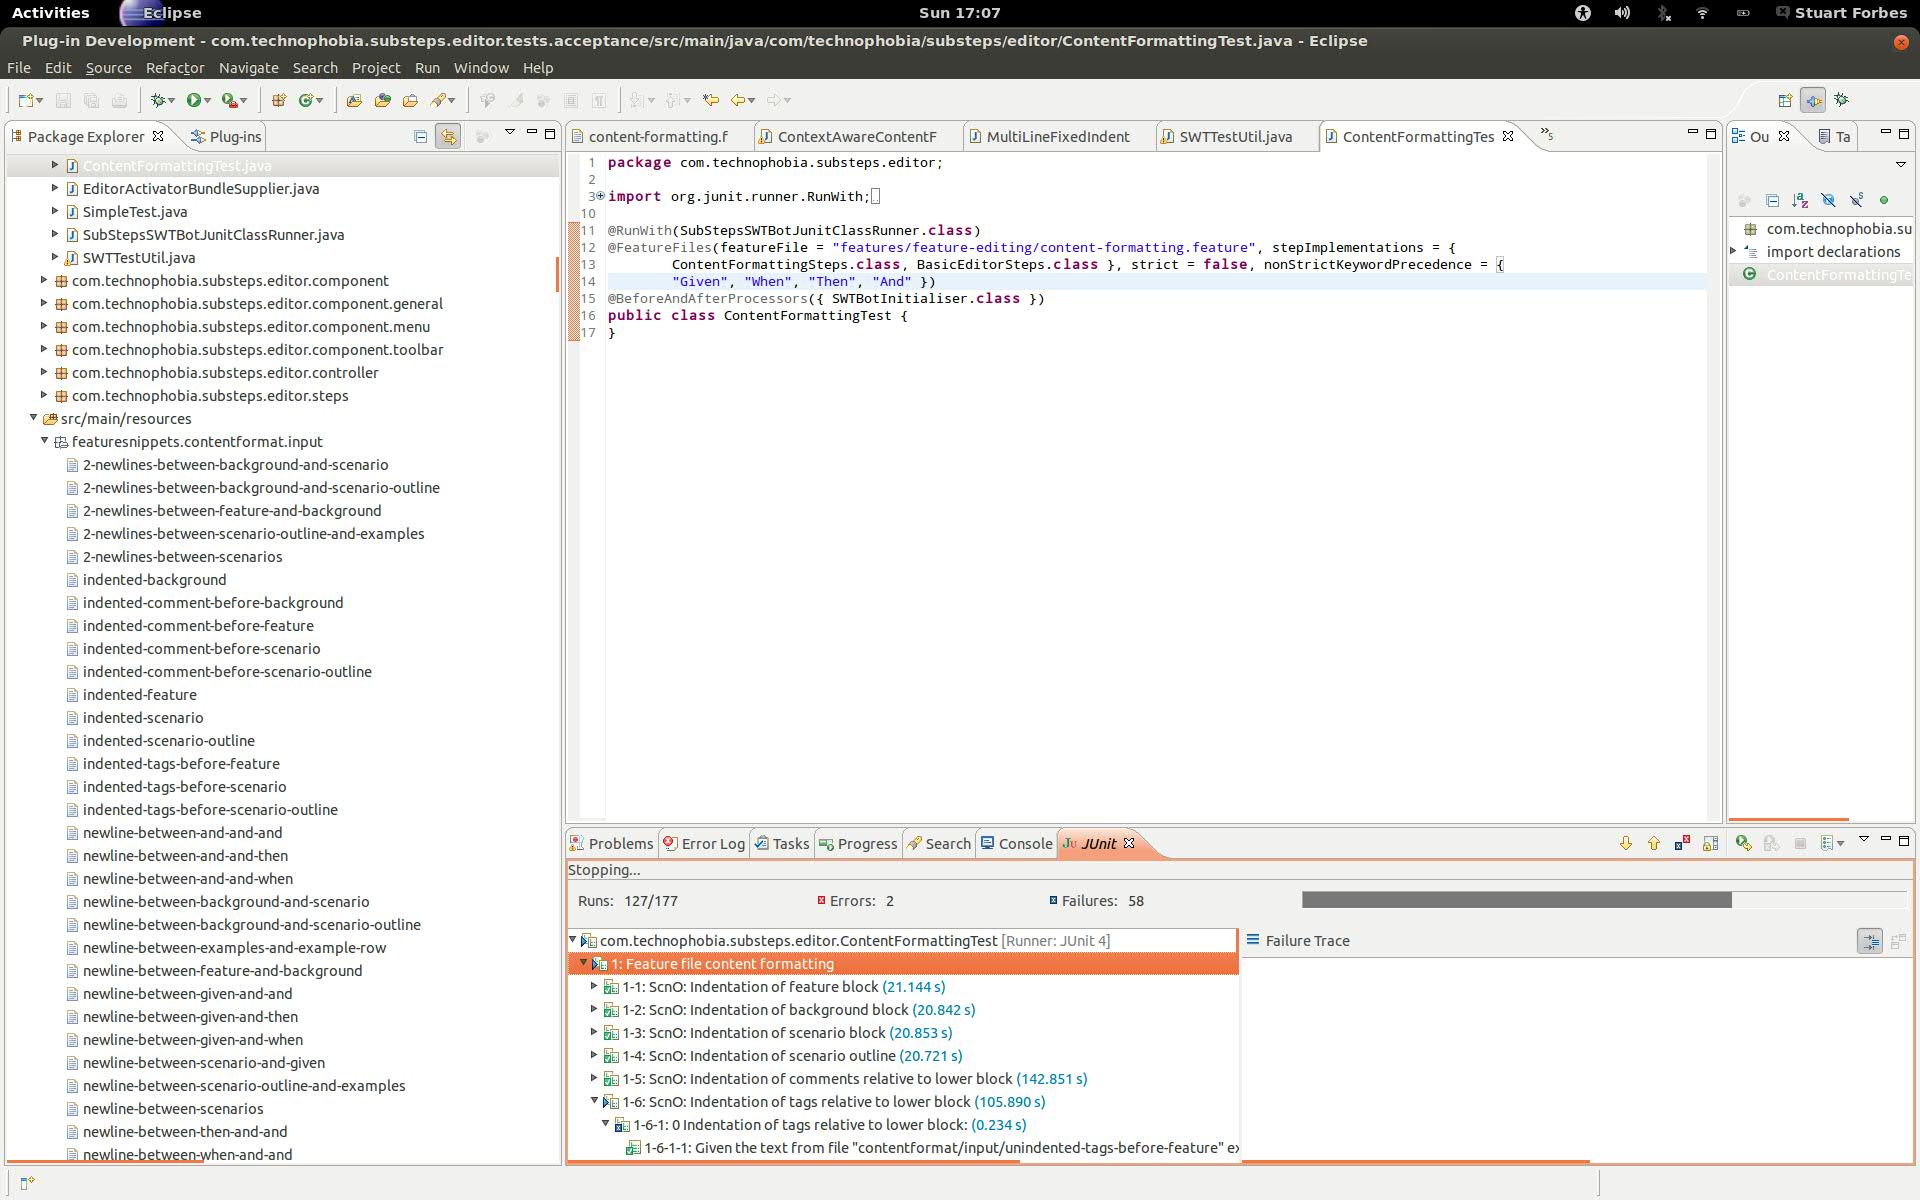 Activities
Eclipse
Sun 17:07
Stuart Forbes
Plug-in Development - com.technophobia.substeps.editor.tests.acceptance/src/main/java/com/technophobia/substeps/editor/ContentFormattingTest.java - Eclipse
File Edit Source Refactor Navigate Search Project Run Window Help
Package Explorer
Plug-ins
ContentFormattingTest.java
EditorActivatorBundleSupplier.java
SimpleTest.java
SubStepsSWTBotJunitClassRunner.java
SWTTestUtil.java
com.technophobia.substeps.editor.component
com.technophobia.substeps.editor.component.general
com.technophobia.substeps.editor.component.menu
com.technophobia.substeps.editor.component.toolbar
com.technophobia.substeps.editor.controller
com.technophobia.substeps.editor.steps
src/main/resources
featuresnippets.contentformat.input
2-newlines-between-background-and-scenario
2-newlines-between-background-and-scenario-outline
2-newlines-between-feature-and-background
2-newlines-between-scenario-outline-and-examples
2-newlines-between-scenarios
indented-background
indented-comment-before-background
indented-comment-before-feature
indented-comment-before-scenario
indented-comment-before-scenario-outline
indented-feature
indented-scenario
indented-scenario-outline
indented-tags-before-feature
indented-tags-before-scenario
indented-tags-before-scenario-outline
newline-between-and-and-and
newline-between-and-and-then
newline-between-and-and-when
newline-between-background-and-scenario
newline-between-background-and-scenario-outline
newline-between-examples-and-example-row
newline-between-feature-and-background
newline-between-given-and-and
newline-between-given-and-then
newline-between-given-and-when
newline-between-scenario-and-given
newline-between-scenario-outline-and-examples
newline-between-scenarios
newline-between-then-and-and
newline-between-when-and-and
content-formatting.f
ContextAwareContentF
MultiLineFixedIndent
SWTTestUtil.java
ContentFormattingTes
»5
1 package com.technophobia.substeps.editor;
2
3 import org.junit.runner.RunWith;
10
11 @RunWith(SubStepsSWTBotJunitClassRunner.class)
12 @FeatureFiles(featureFile = "features/feature-editing/content-formatting.feature", stepImplementations = {
13 ContentFormattingSteps.class, BasicEditorSteps.class }, strict = false, nonStrictKeywordPrecedence = {
14 "Given", "When", "Then", "And" })
15 @BeforeAndAfterProcessors({ SWTBotInitialiser.class })
16 public class ContentFormattingTest {
17 }
Ou
Ta
com.technophobia.su
import declarations
ContentFormattingTe
Problems
Error Log
Tasks
Progress
Search
Console
JUnit
Stopping...
Runs: 127/177
Errors: 2
Failures: 58
com.technophobia.substeps.editor.ContentFormattingTest [Runner: JUnit 4]
1: Feature file content formatting
1-1: ScnO: Indentation of feature block (21.144 s)
1-2: ScnO: Indentation of background block (20.842 s)
1-3: ScnO: Indentation of scenario block (20.853 s)
1-4: ScnO: Indentation of scenario outline (20.721 s)
1-5: ScnO: Indentation of comments relative to lower block (142.851 s)
1-6: ScnO: Indentation of tags relative to lower block (105.890 s)
1-6-1: 0 Indentation of tags relative to lower block: (0.234 s)
1-6-1-1: Given the text from file "contentformat/input/unindented-tags-before-feature" ex
Failure Trace